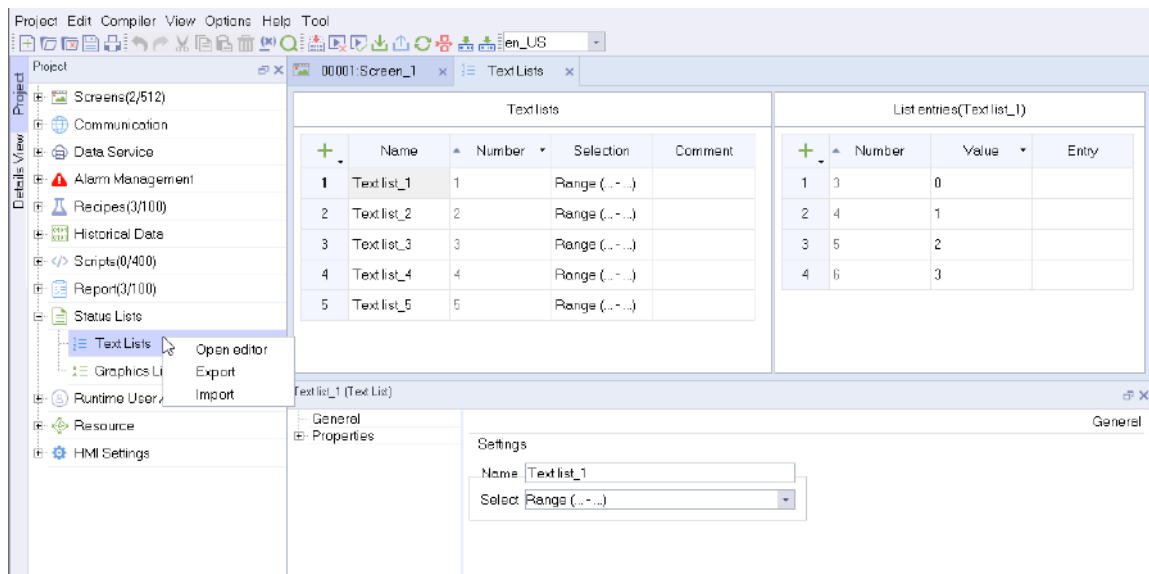 Project Edit Compiler View Options Help Tool
en_US
Project
Details View
Project
Screens(2/512)
Communication
Data Service
Alarm Management
Recipes(3/100)
Historical Data
Scripts(0/400)
Report(3/100)
Status Lists
Text Lists
Graphics Li
Runtime User
Resource
HMI Settings
Open editor
Export
Import
00001:Screen_1 × Text Lists ×
Text lists
Name Number Selection Comment
1 Text list_1 1 Range (... - ...)
2 Text list_2 2 Range (... - ...)
3 Text list_3 3 Range (... - ...)
4 Text list_4 4 Range (... - ...)
5 Text list_5 5 Range (... - ...)
List entries(Text list_1)
Number Value Entry
1 3 0
2 4 1
3 5 2
4 6 3
Text list_1 (Text List)
General
Properties
General
Settings
Name Text list_1
Select Range (... - ...)